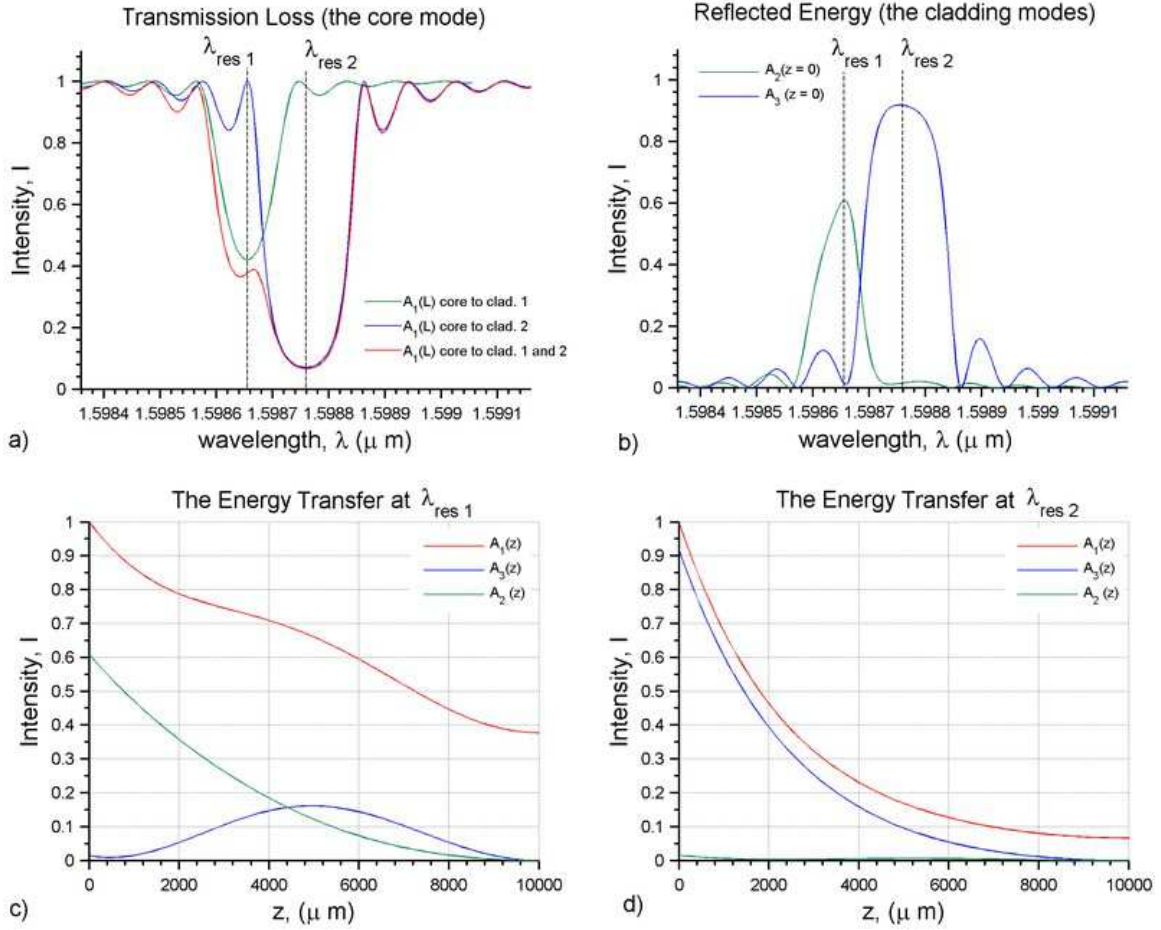 Transmission Loss (the core mode)
λres 1
λres 2
Intensity, I
1
0.8
0.6
0.4
0.2
0
A1(L) core to clad. 1
A1(L) core to clad. 2
A1(L) core to clad. 1 and 2
1.5984 1.5985 1.5986 1.5987 1.5988 1.5989 1.599 1.5991
wavelength, λ (μ m)
a)
Reflected Energy (the cladding modes)
λres 1
λres 2
A2(z = 0)
A3 (z = 0)
Intensity, I
1
0.8
0.6
0.4
0.2
0
1.5984 1.5985 1.5986 1.5987 1.5988 1.5989 1.599 1.5991
wavelength, λ (μ m)
b)
The Energy Transfer at λres 1
Intensity, I
1
0.9
0.8
0.7
0.6
0.5
0.4
0.3
0.2
0.1
0
A1(z)
A3(z)
A2 (z)
0 2000 4000 6000 8000 10000
z, (μ m)
c)
The Energy Transfer at λres 2
Intensity, I
1
0.9
0.8
0.7
0.6
0.5
0.4
0.3
0.2
0.1
0
A1(z)
A3(z)
A2 (z)
0 2000 4000 6000 8000 10000
z, (μ m)
d)